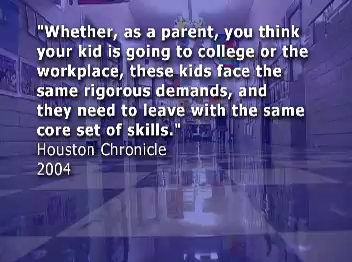 "Whether, as a parent, you think
your kid is going to college or the
workplace, these kids face the
same rigorous demands, and
they need to leave with the same
core set of skills."
Houston Chronicle
2004